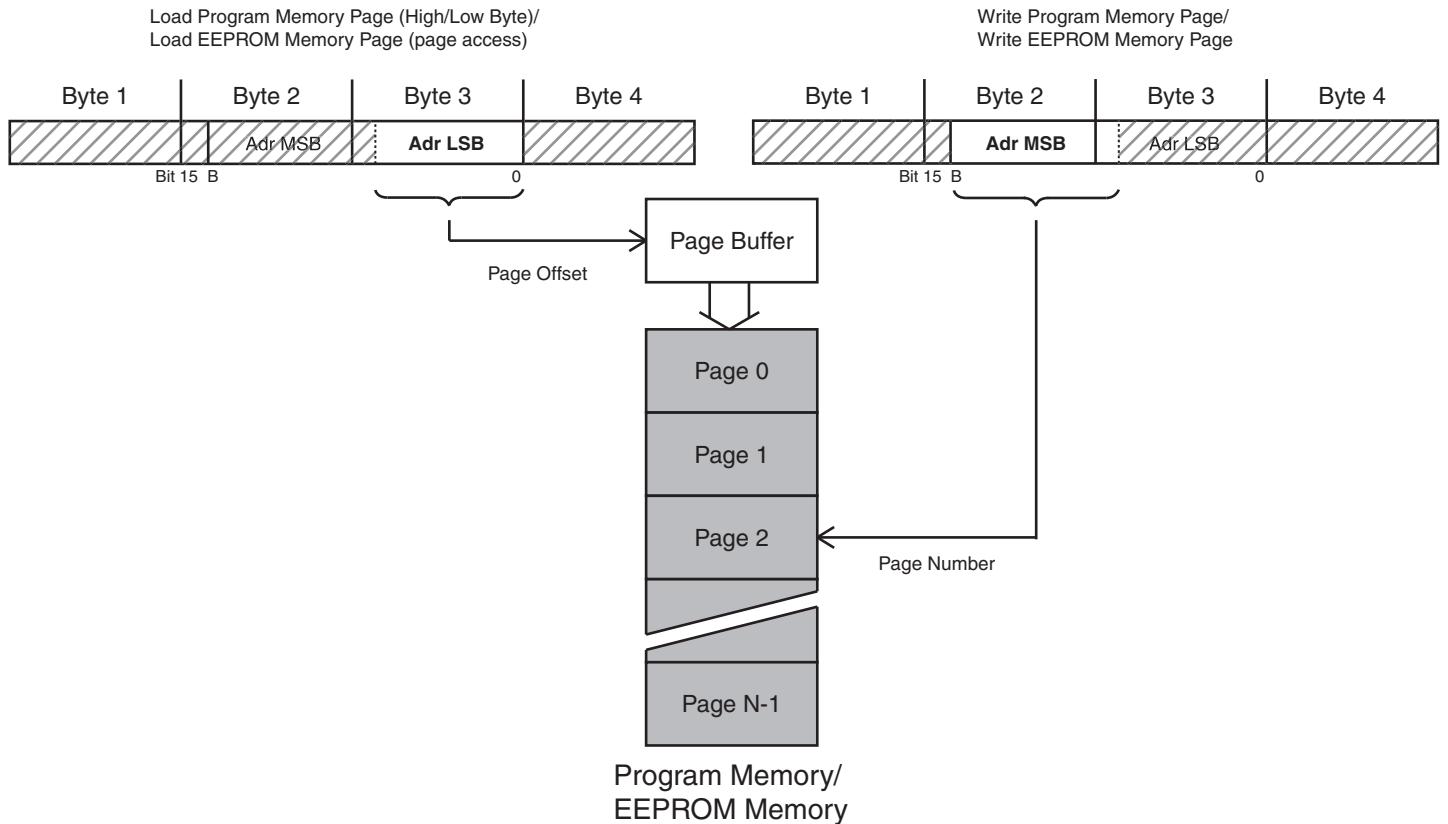 Load Program Memory Page (High/Low Byte)/
Load EEPROM Memory Page (page access)
Write Program Memory Page/
Write EEPROM Memory Page
Byte 1 Byte 2 Byte 3 Byte 4
Adr MSB Adr LSB
Bit 15 B 0
Byte 1 Byte 2 Byte 3 Byte 4
Adr MSB Adr LSB
Bit 15 B 0
Page Buffer
Page Offset
Page 0
Page 1
Page 2
Page Number
Page N-1
Program Memory/
EEPROM Memory